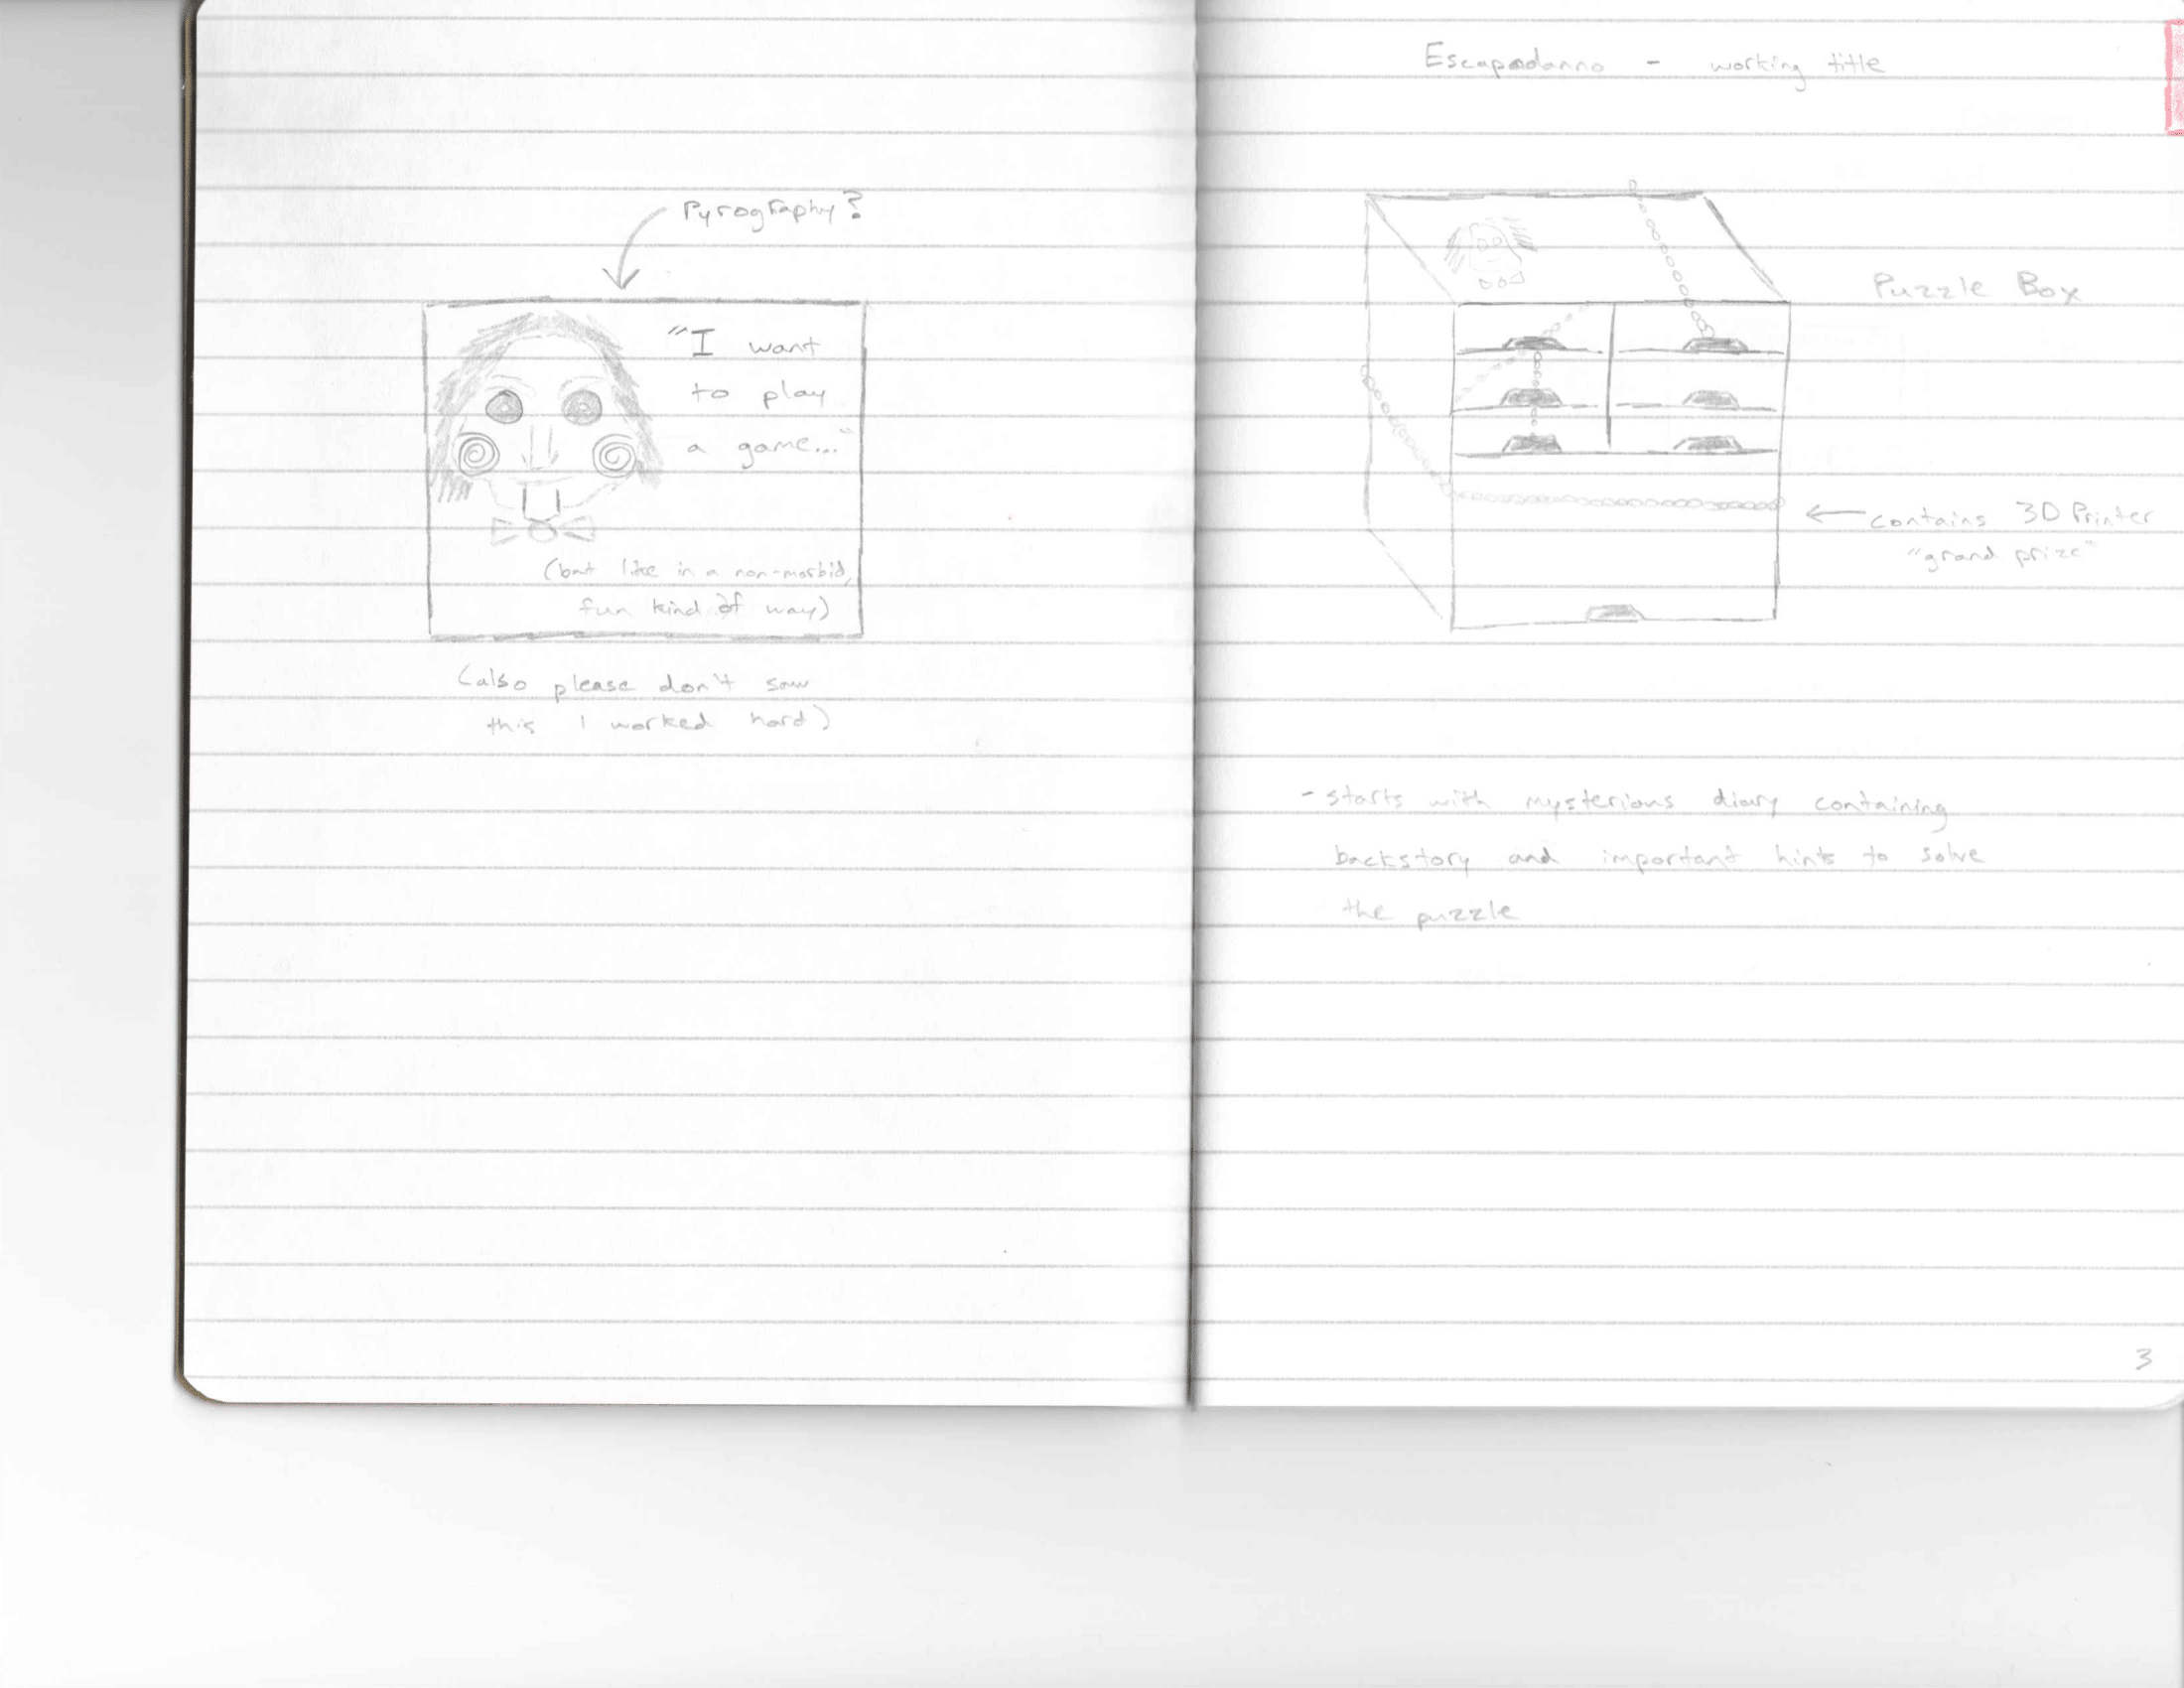 Pyrography?
"I want
to play
a game..."
(but like in a non-morbid,
fun kind of way)
(also please don't saw
this I worked hard)
Escapadanno - working title
Puzzle Box
contains 3D Printer
"grand prize"
- starts with mysterious diary containing
backstory and important hints to solve
the puzzle
3